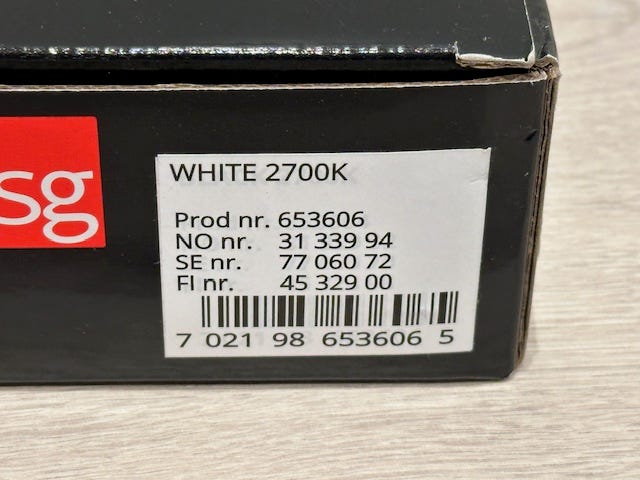 sg
WHITE 2700K
Prod nr. 653606
NO nr. 31 339 94
SE nr. 77 060 72
FI nr. 45 329 00
7 02198 653606 5